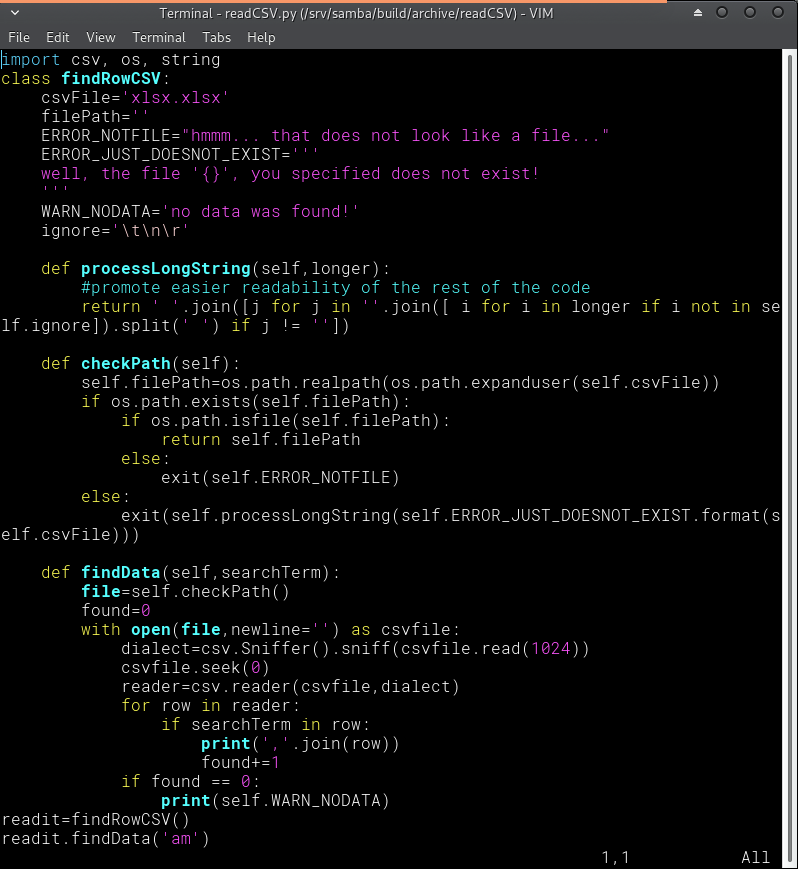 Terminal - readCSV.py (/srv/samba/build/archive/readCSV) - VIM
File Edit View Terminal Tabs Help
import csv, os, string
class findRowCSV:
    csvFile='xlsx.xlsx'
    filePath=''
    ERROR_NOTFILE="hmmm... that does not look like a file..."
    ERROR_JUST_DOESNOT_EXIST='''
    well, the file '{}', you specified does not exist!
    '''
    WARN_NODATA='no data was found!'
    ignore='\t\n\r'

    def processLongString(self,longer):
        #promote easier readability of the rest of the code
        return ' '.join([j for j in ''.join([ i for i in longer if i not in se
lf.ignore]).split(' ') if j != ''])

    def checkPath(self):
        self.filePath=os.path.realpath(os.path.expanduser(self.csvFile))
        if os.path.exists(self.filePath):
            if os.path.isfile(self.filePath):
                return self.filePath
            else:
                exit(self.ERROR_NOTFILE)
        else:
            exit(self.processLongString(self.ERROR_JUST_DOESNOT_EXIST.format(s
elf.csvFile)))

    def findData(self,searchTerm):
        file=self.checkPath()
        found=0
        with open(file,newline='') as csvfile:
            dialect=csv.Sniffer().sniff(csvfile.read(1024))
            csvfile.seek(0)
            reader=csv.reader(csvfile,dialect)
            for row in reader:
                if searchTerm in row:
                    print(','.join(row))
                    found+=1
            if found == 0:
                print(self.WARN_NODATA)
readit=findRowCSV()
readit.findData('am')
1,1 All